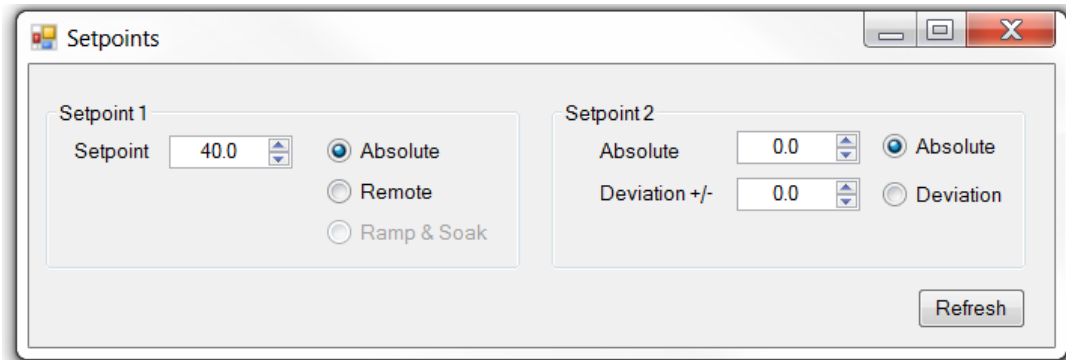 Setpoints
X
Setpoint 1
Setpoint 40.0 Absolute
Remote
Ramp & Soak
Setpoint 2
Absolute 0.0 Absolute
Deviation +/- 0.0 Deviation
Refresh